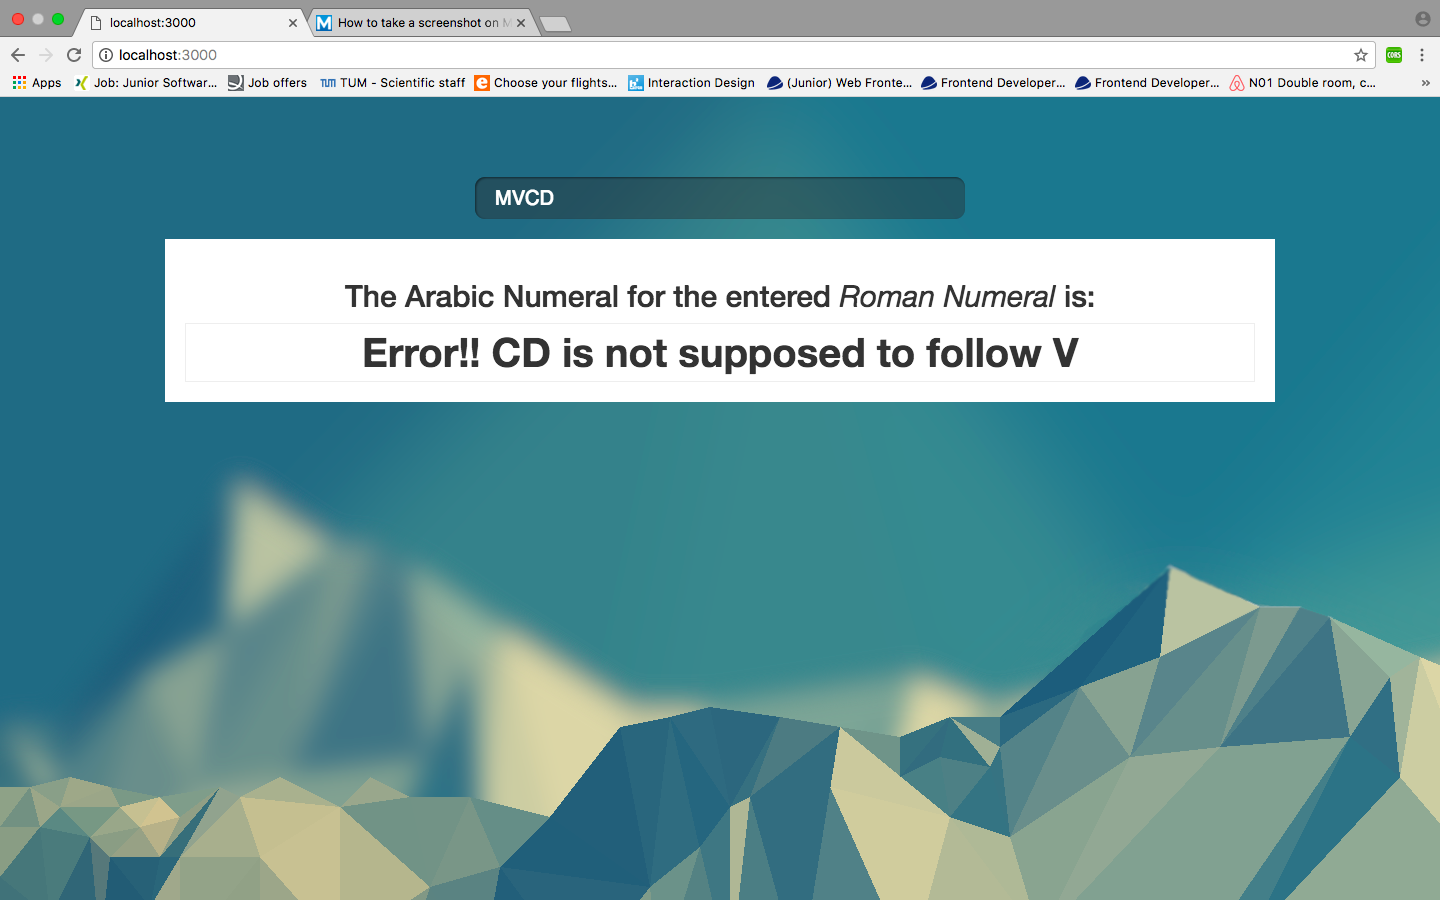 localhost:3000
How to take a screenshot on M
localhost:3000
CORS
Apps Job: Junior Softwar... Job offers TUM TUM - Scientific staff Choose your flights... Interaction Design (Junior) Web Fronte... Frontend Developer... Frontend Developer... N01 Double room, c... »
MVCD
The Arabic Numeral for the entered Roman Numeral is:
Error!! CD is not supposed to follow V